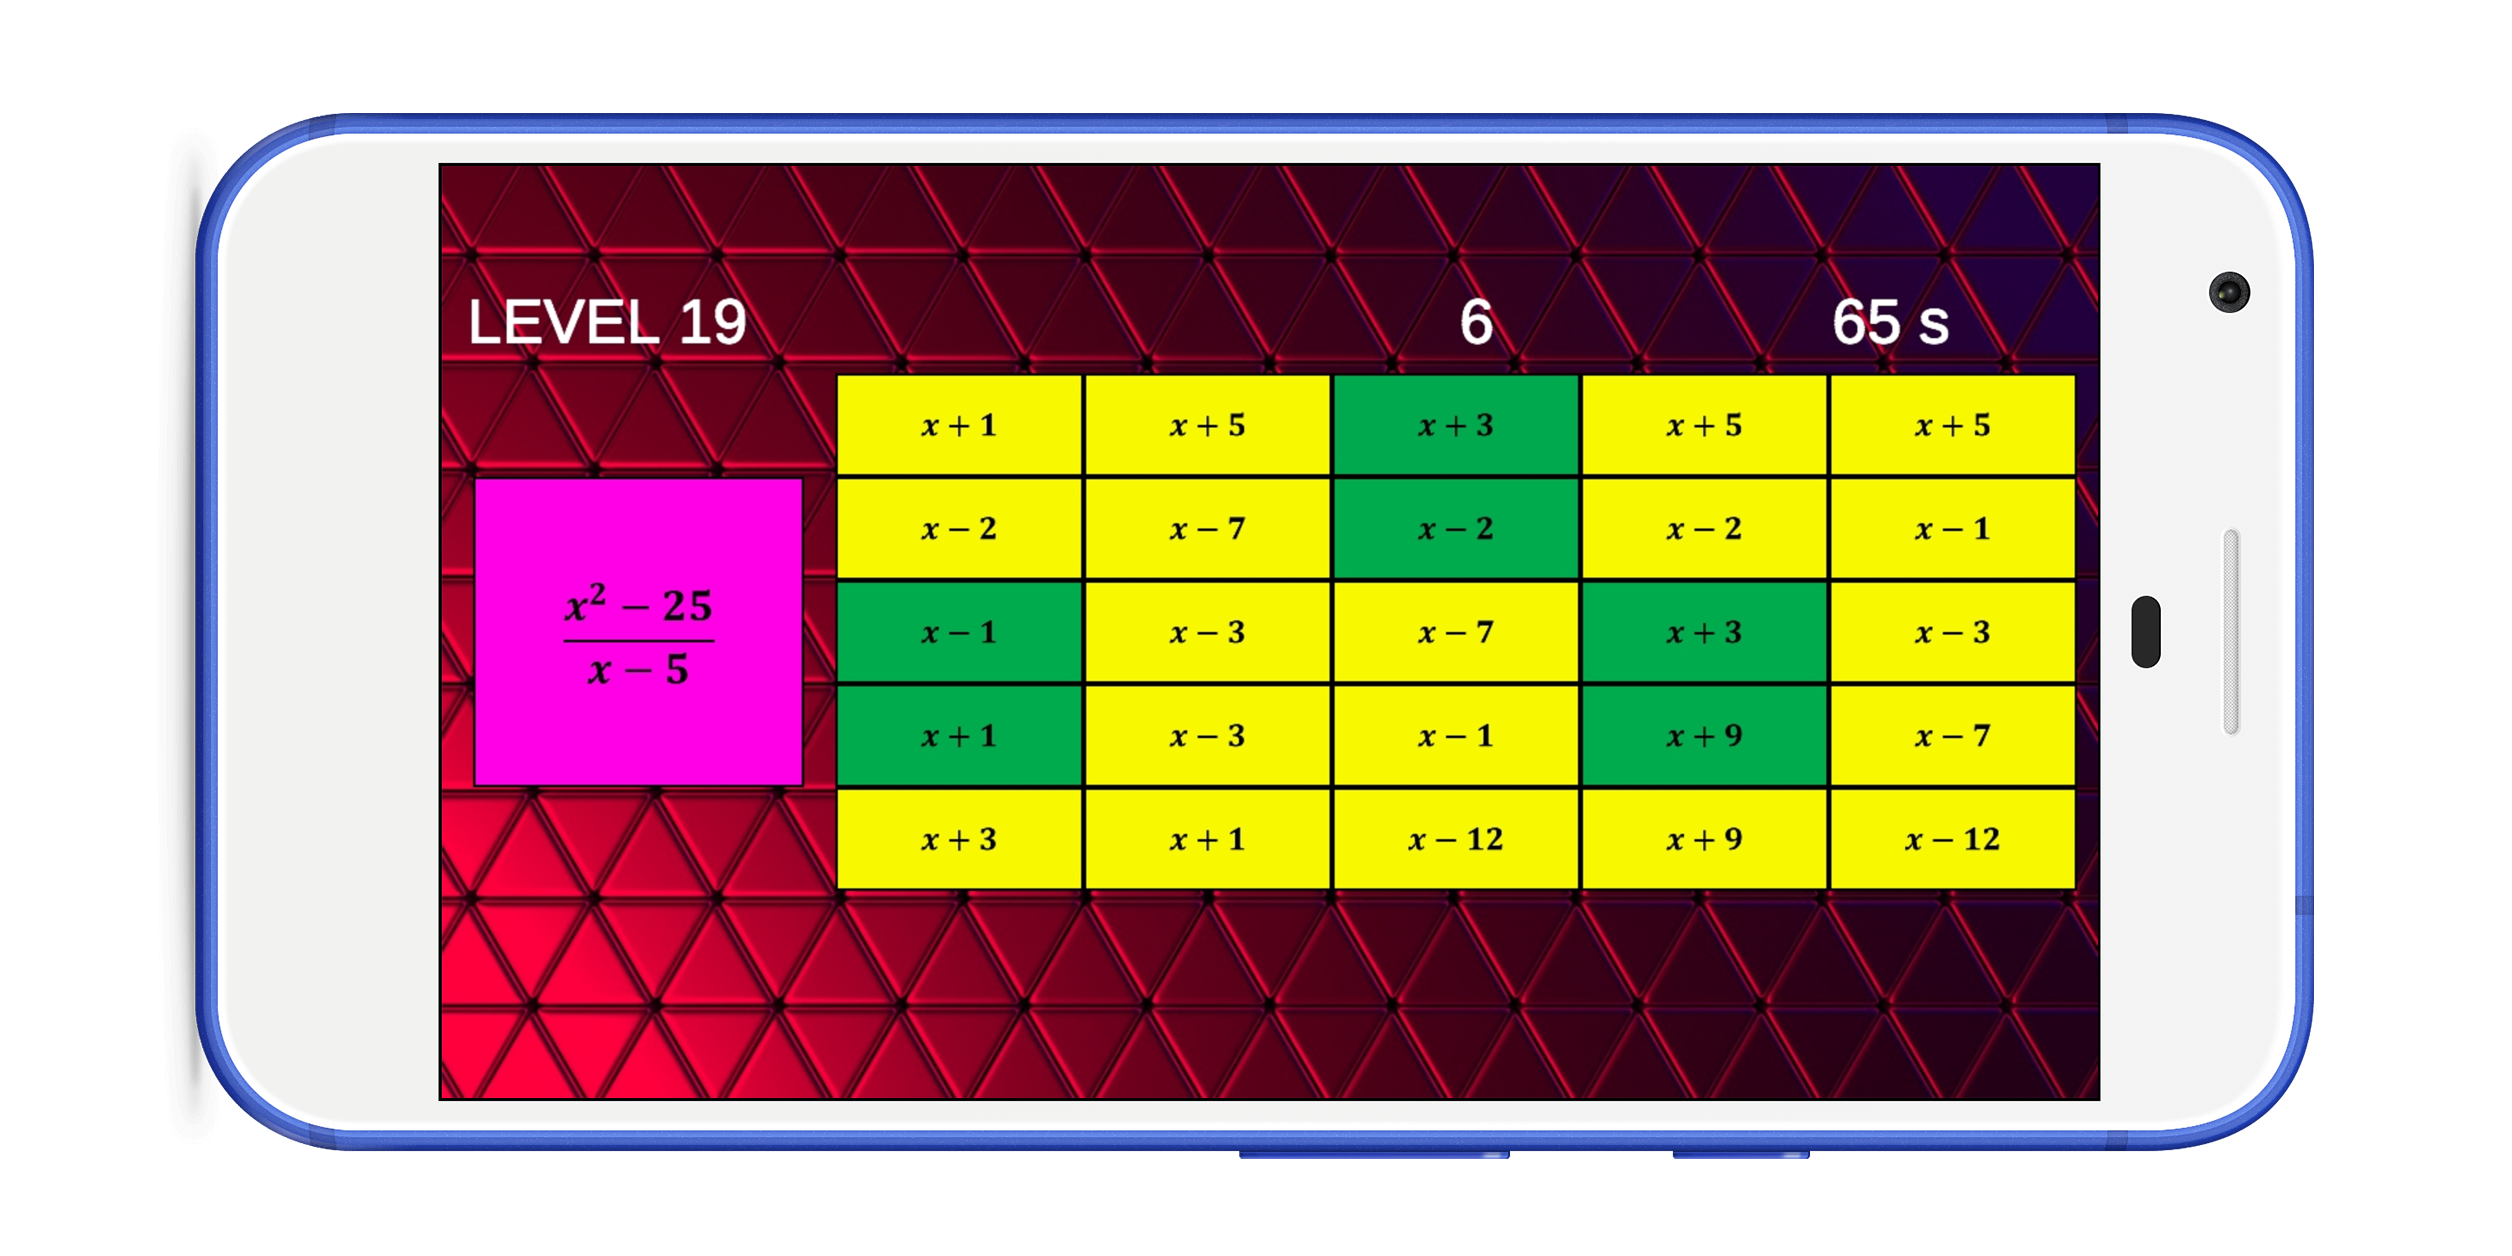 LEVEL 19 6 65 s
x + 1 x + 5 x + 3 x + 5 x + 5
x − 2 x − 7 x − 2 x − 2 x − 1
x² − 25
x − 5
x − 1 x − 3 x − 7 x + 3 x − 3
x + 1 x − 3 x − 1 x + 9 x − 7
x + 3 x + 1 x − 12 x + 9 x − 12